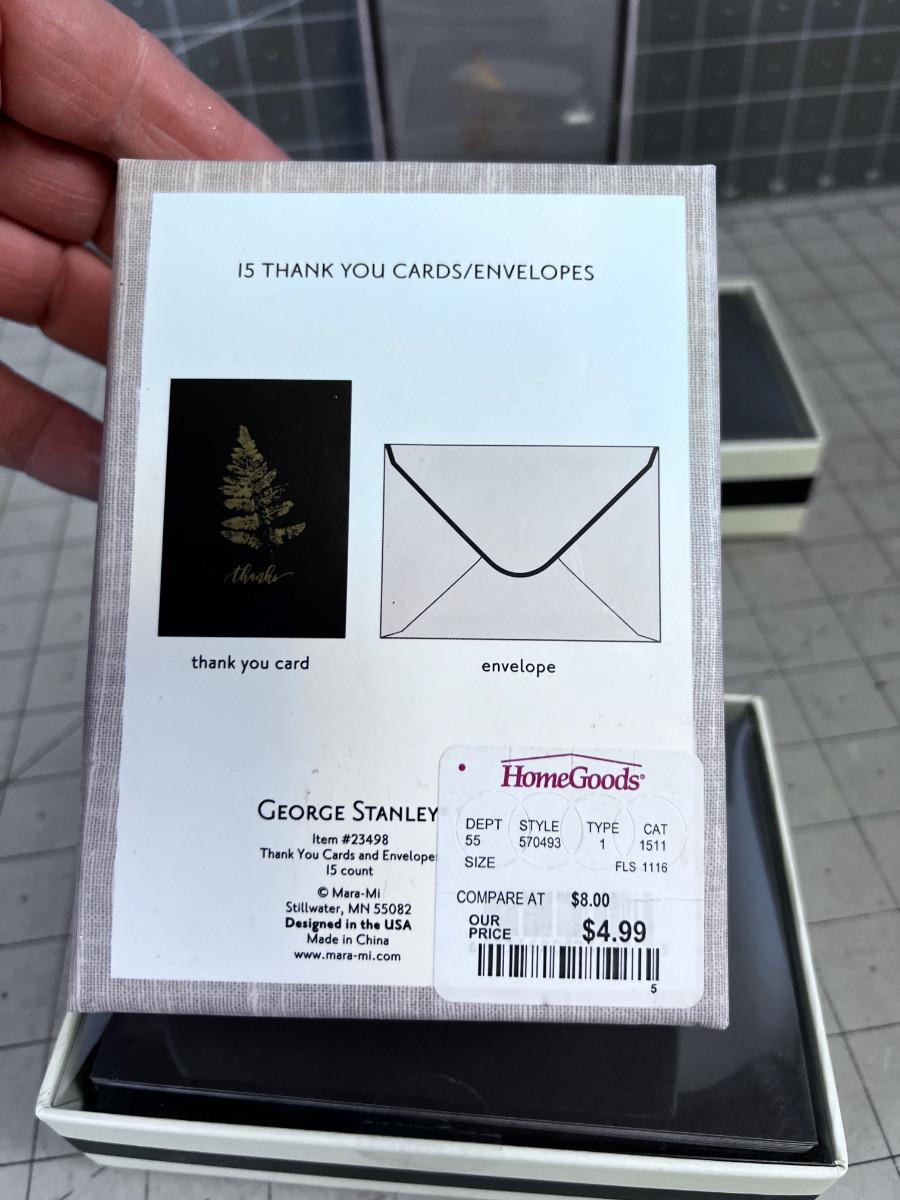 15 THANK YOU CARDS/ENVELOPES
thanks
thank you card
envelope
GEORGE STANLEY
Item #23498
Thank You Cards and Envelope
15 count
© Mara-Mi
Stillwater, MN 55082
Designed in the USA
Made in China
www.mara-mi.com
HomeGoods®
DEPT STYLE TYPE CAT
55 570493 1 1511
SIZE FLS 1116
COMPARE AT $8.00
OUR
PRICE $4.99
5